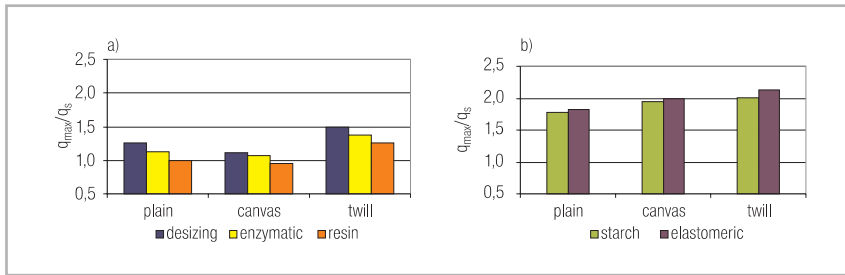 a)
2,5
2,0
1,5
1,0
0,5
qmax/qs
plain canvas twill
desizing enzymatic resin
b)
2,5
2,0
1,5
1,0
0,5
qmax/qs
plain canvas twill
starch elastomeric